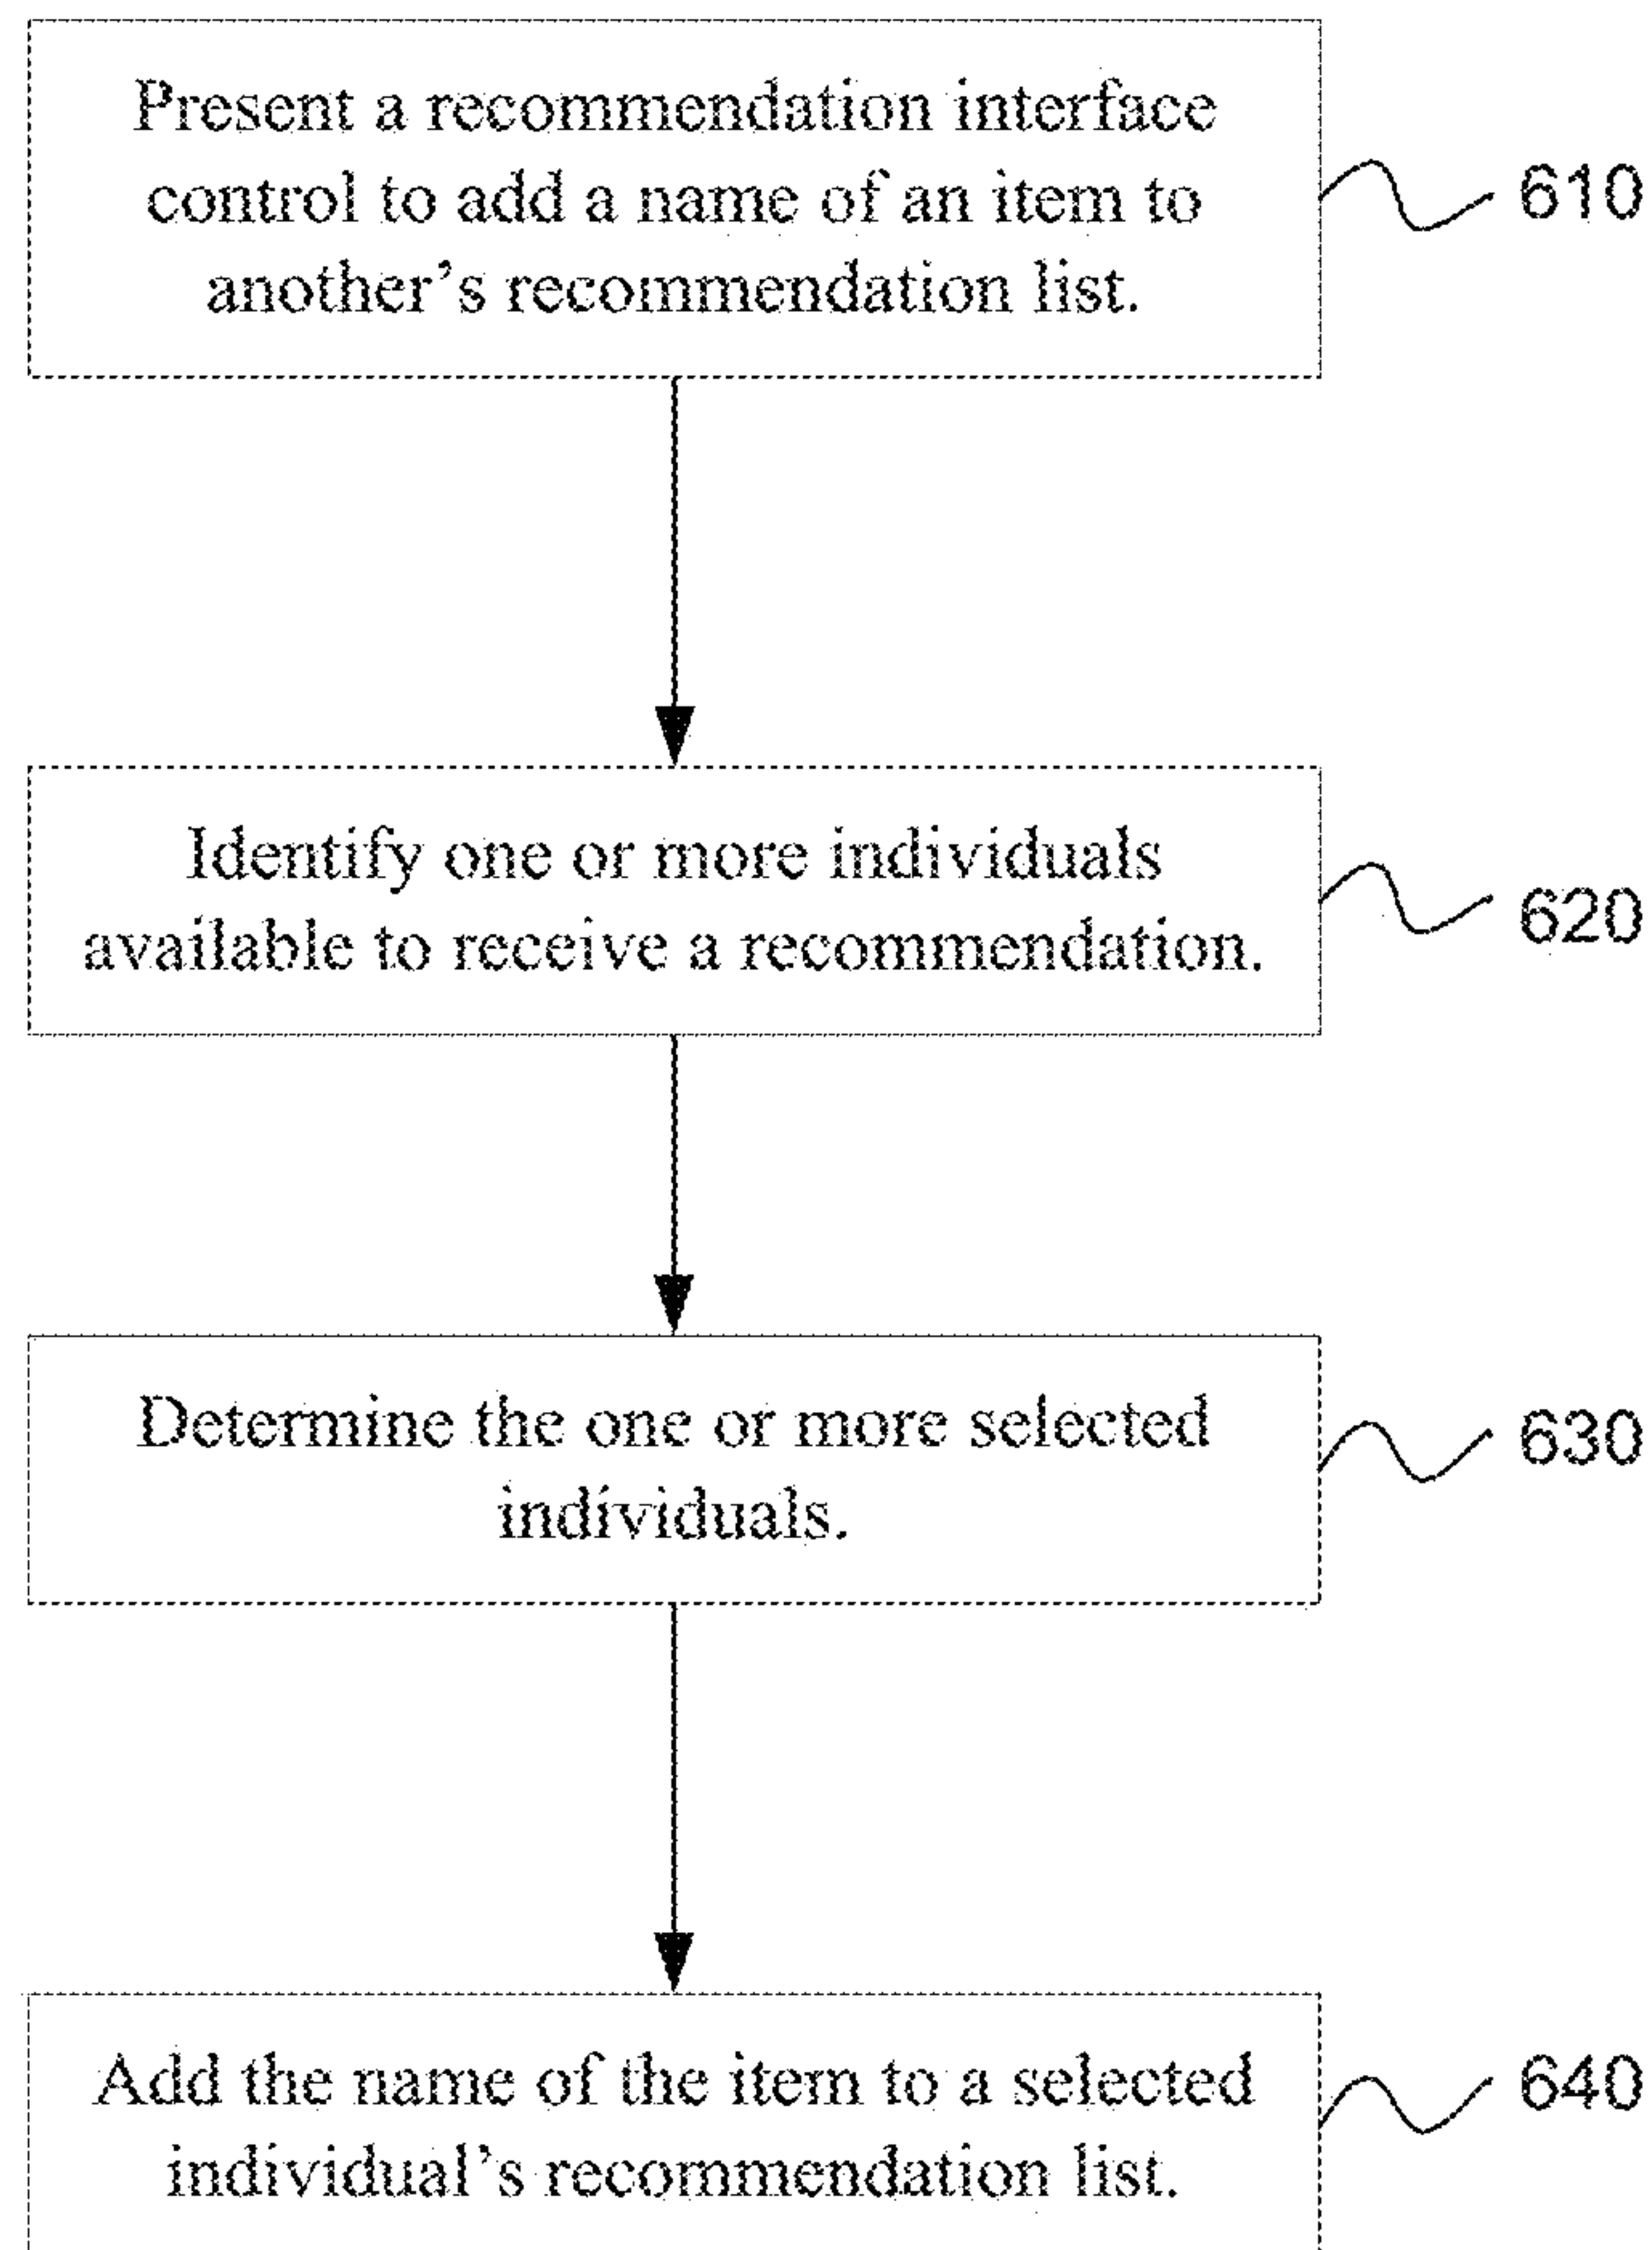 Present a recommendation interface
control to add a name of an item to
another’s recommendation list.
610
Identify one or more individuals
available to receive a recommendation.
620
Determine the one or more selected
individuals.
630
Add the name of the item to a selected
individual’s recommendation list.
640